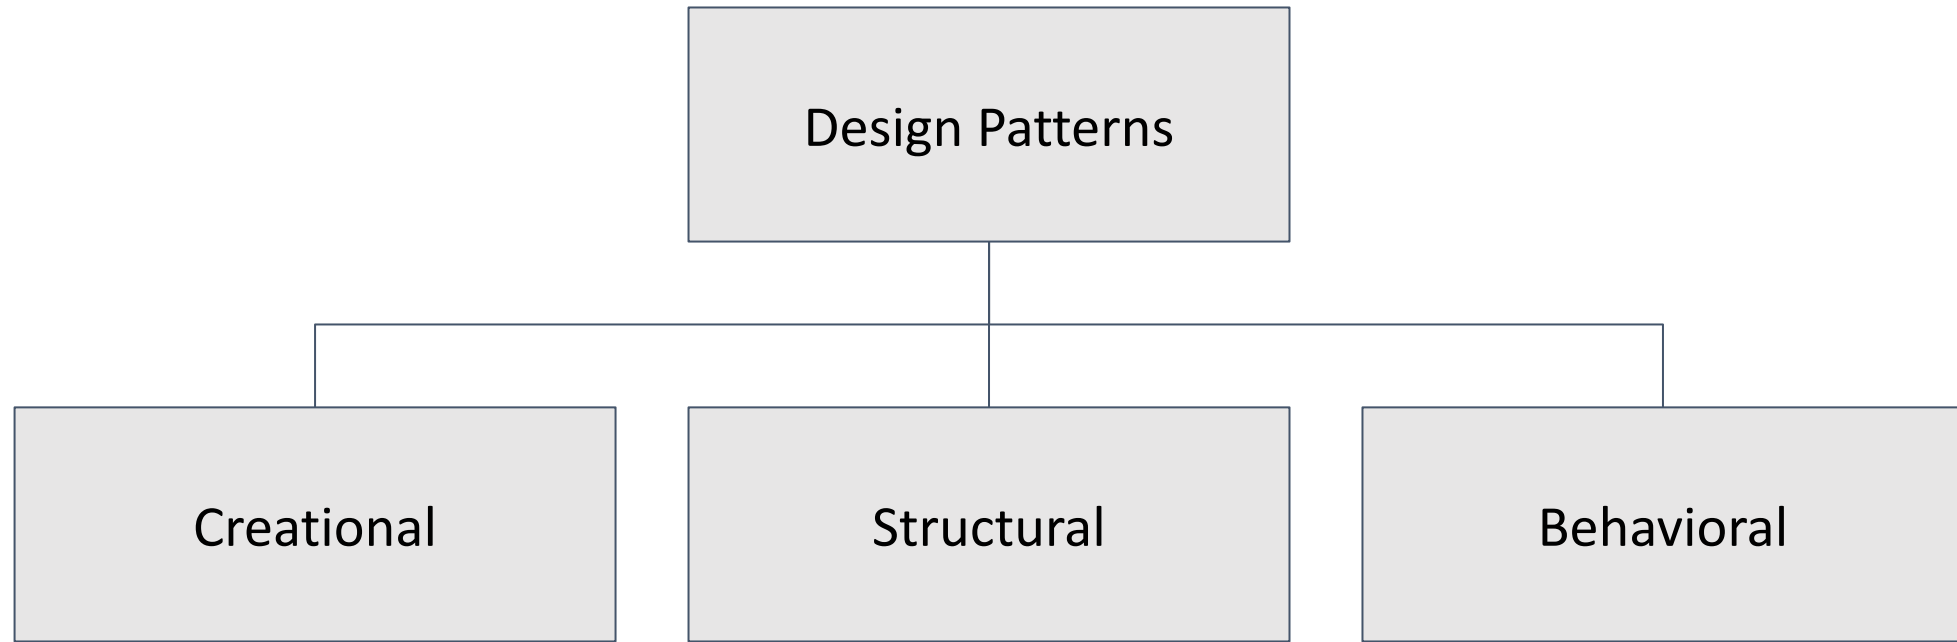 Design Patterns
Creational
Structural
Behavioral